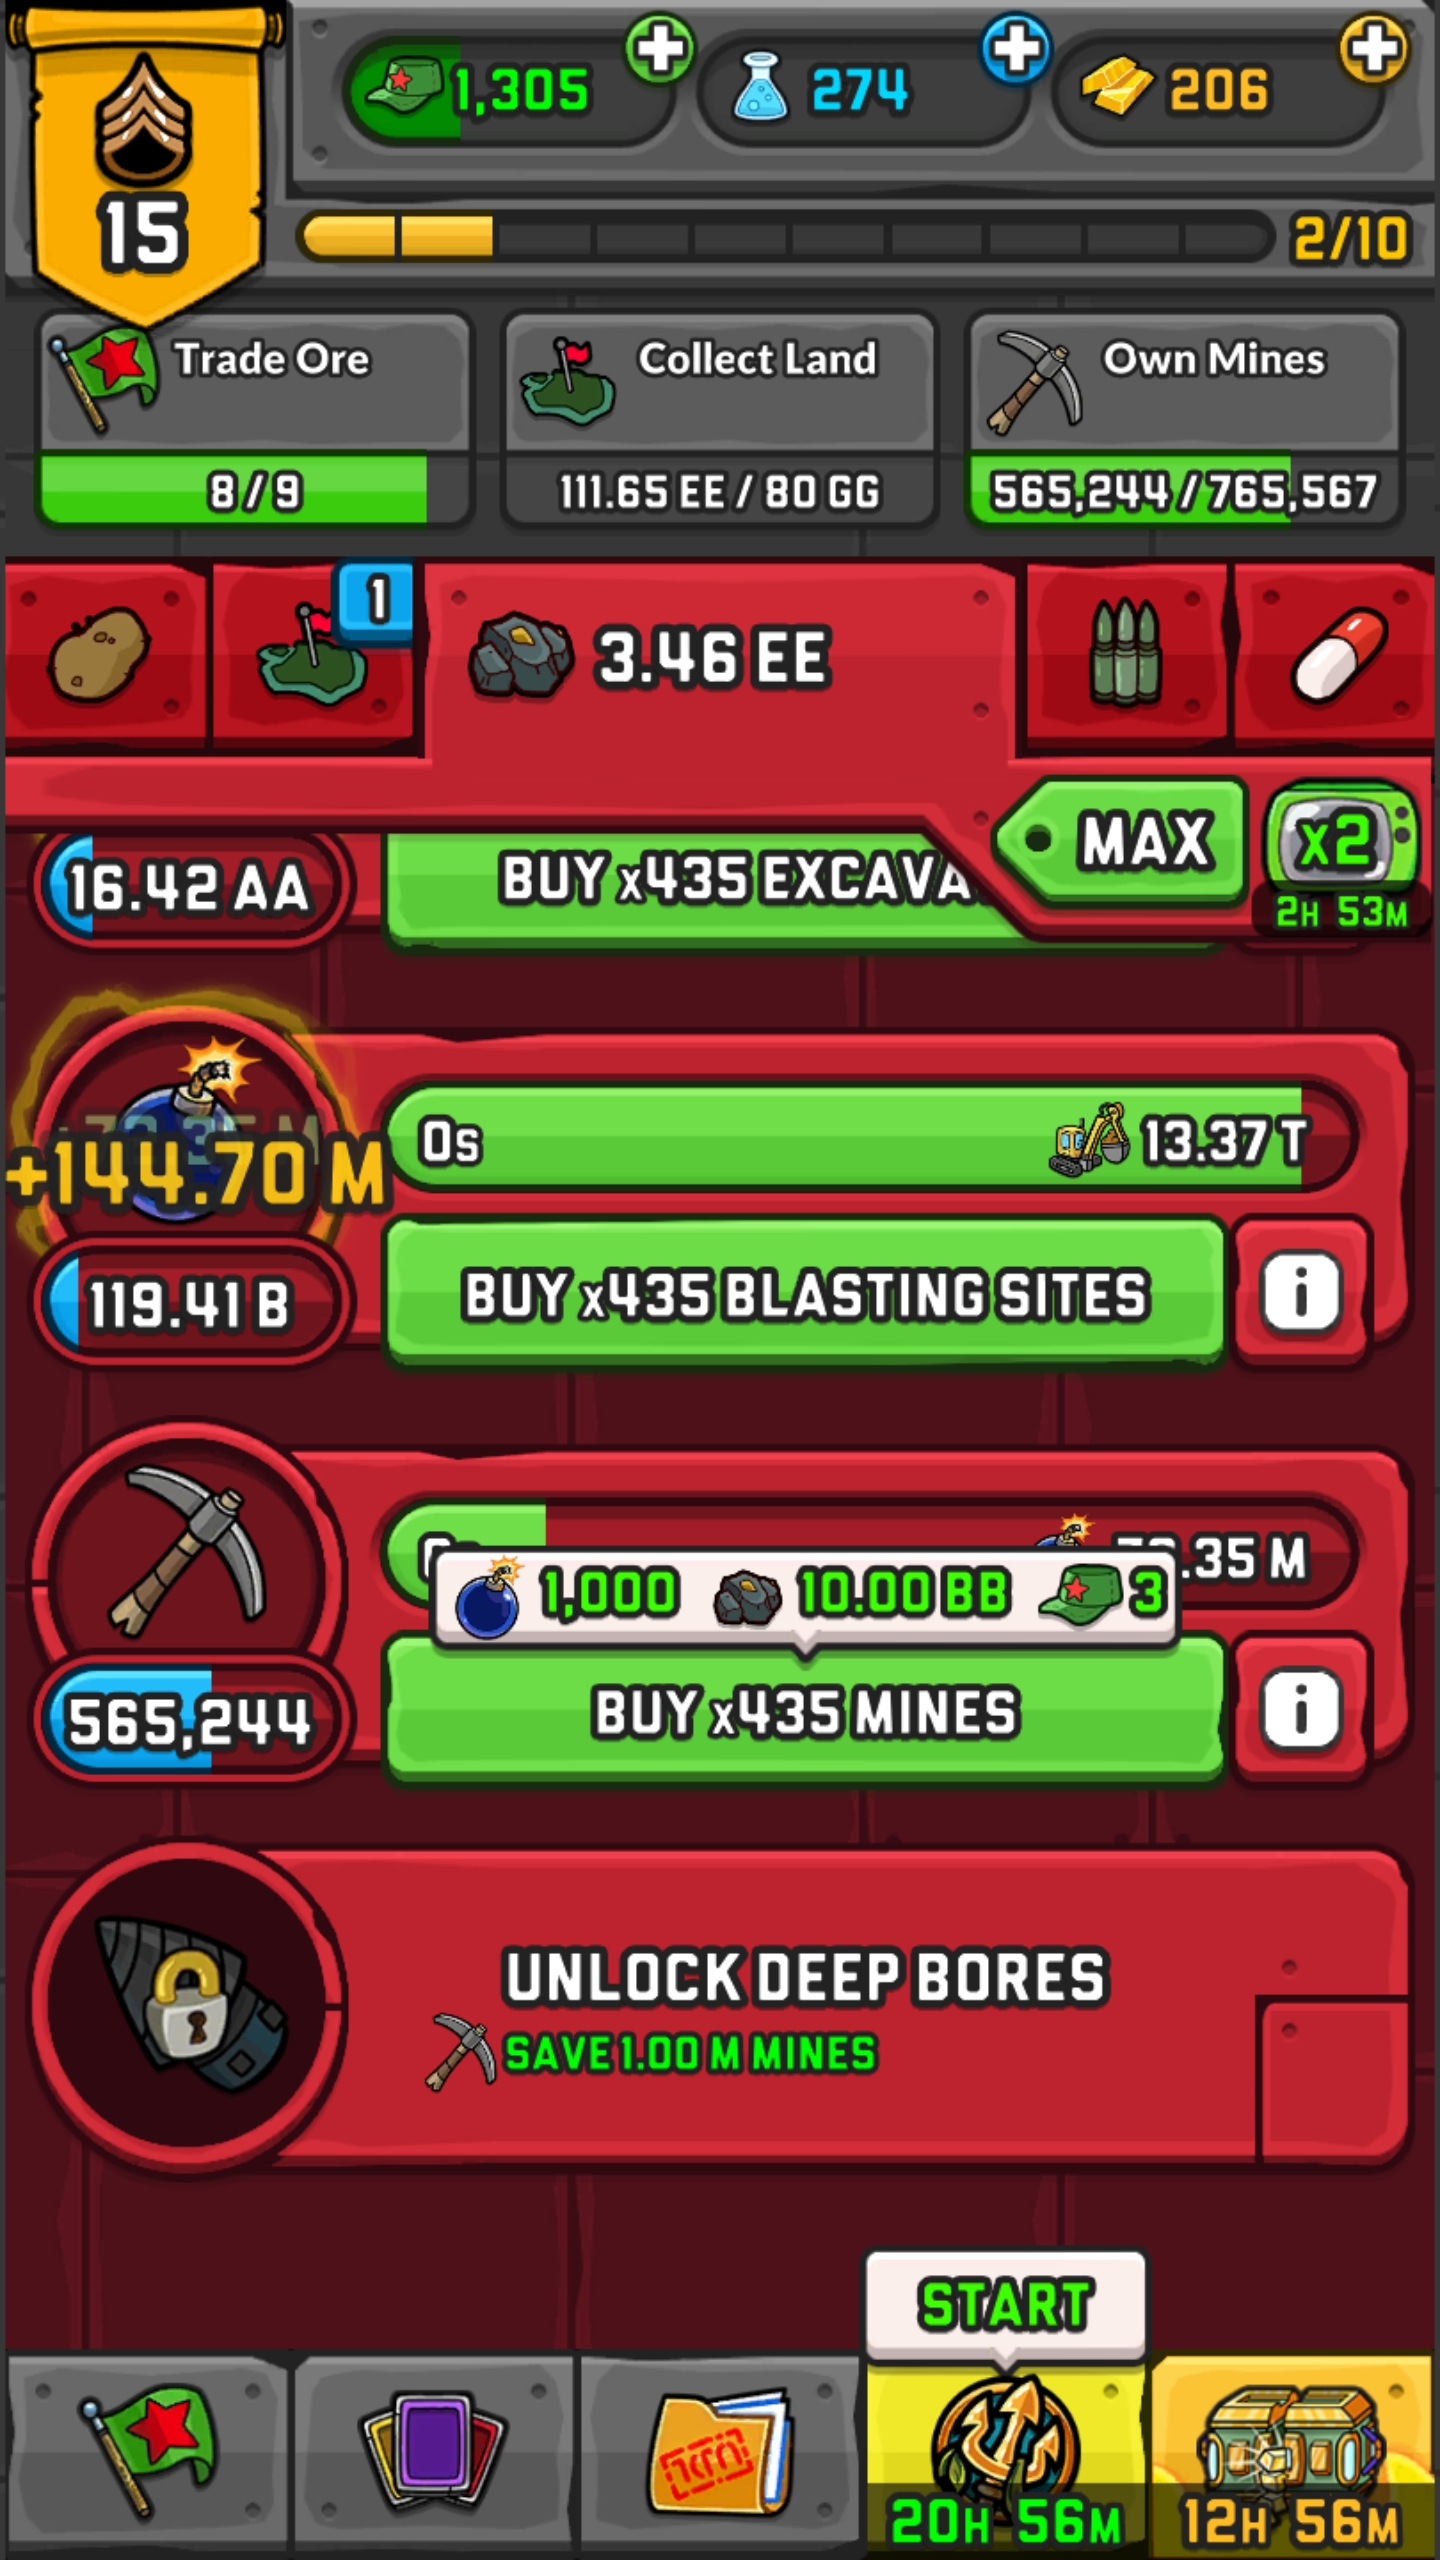 1,305
274
206
15
2/10
Trade Ore
Collect Land
Own Mines
8/9
111.65 EE / 80 GG
565,244/765,567
1
3.46 EE
MAX
x2
2H 53M
16.42 AA
BUY x435 EXCAVA
+144.70 M
0s
13.37 T
119.41 B
BUY x435 BLASTING SITES
.35 M
1,000
10.00 BB
3
565,244
BUY x435 MINES
UNLOCK DEEP BORES
SAVE 1.00 M MINES
START
20H 56M
12H 56M